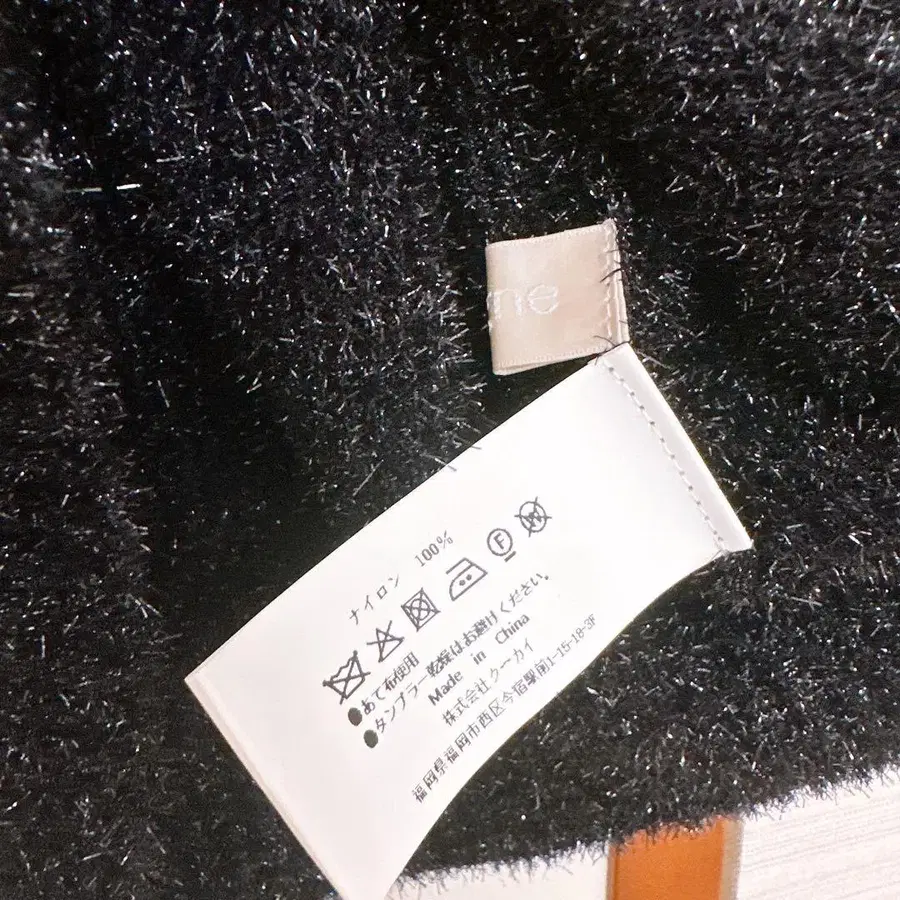 ne
ナイロン 100%
F
W
●あて布使用
●タンブラー乾燥はお避けください。
Made in China
株式会社クーカイ
福岡県福岡市西区今宿駅前1-15-18-3F